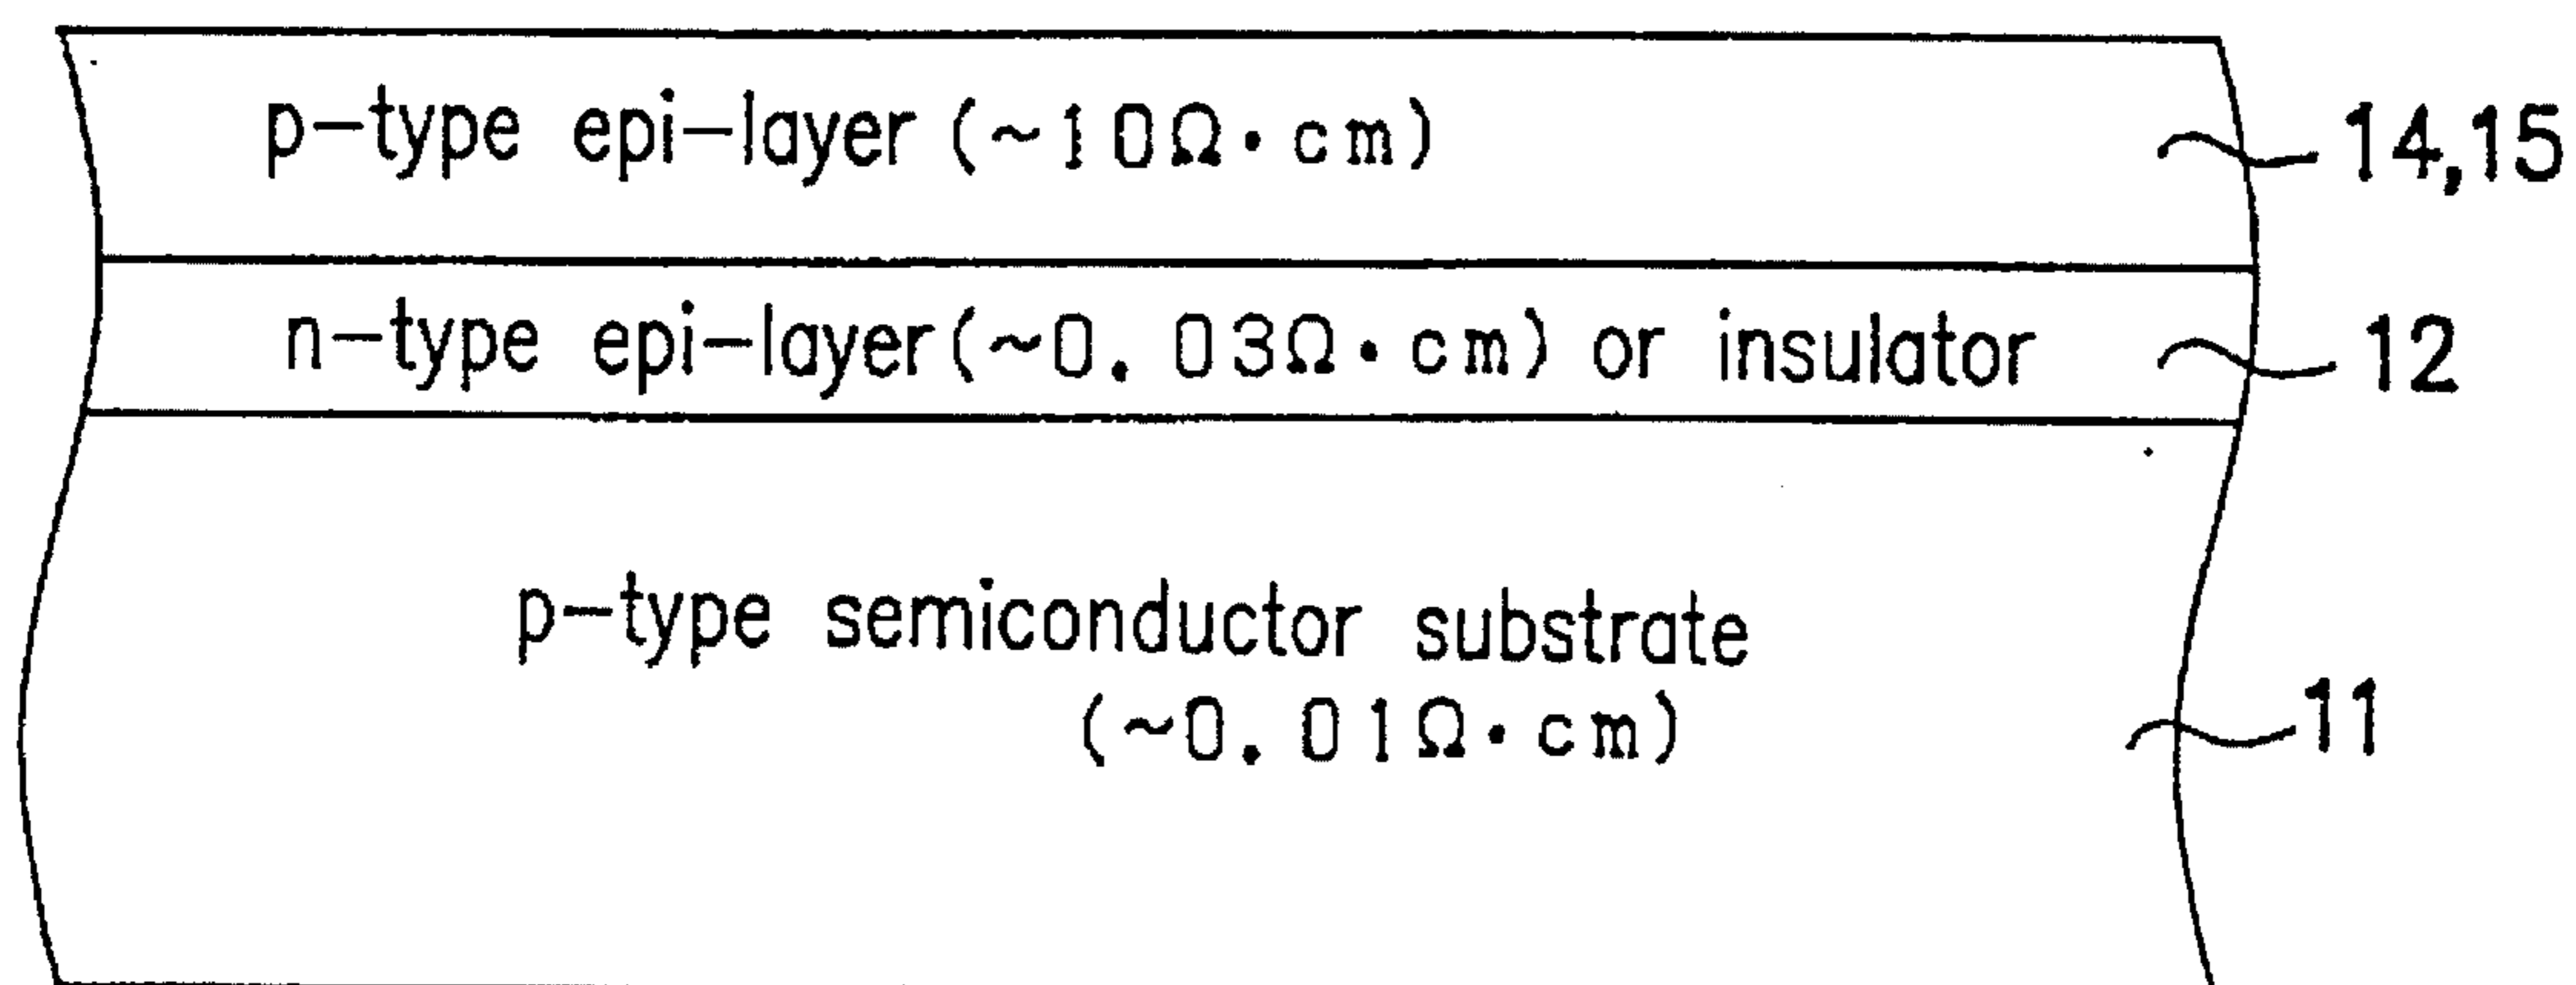 p-type epi-layer (~10Ω·cm)
14,15
n-type epi-layer(~0.03Ω·cm) or insulator
12
p-type semiconductor substrate
(~0.01Ω·cm)
11